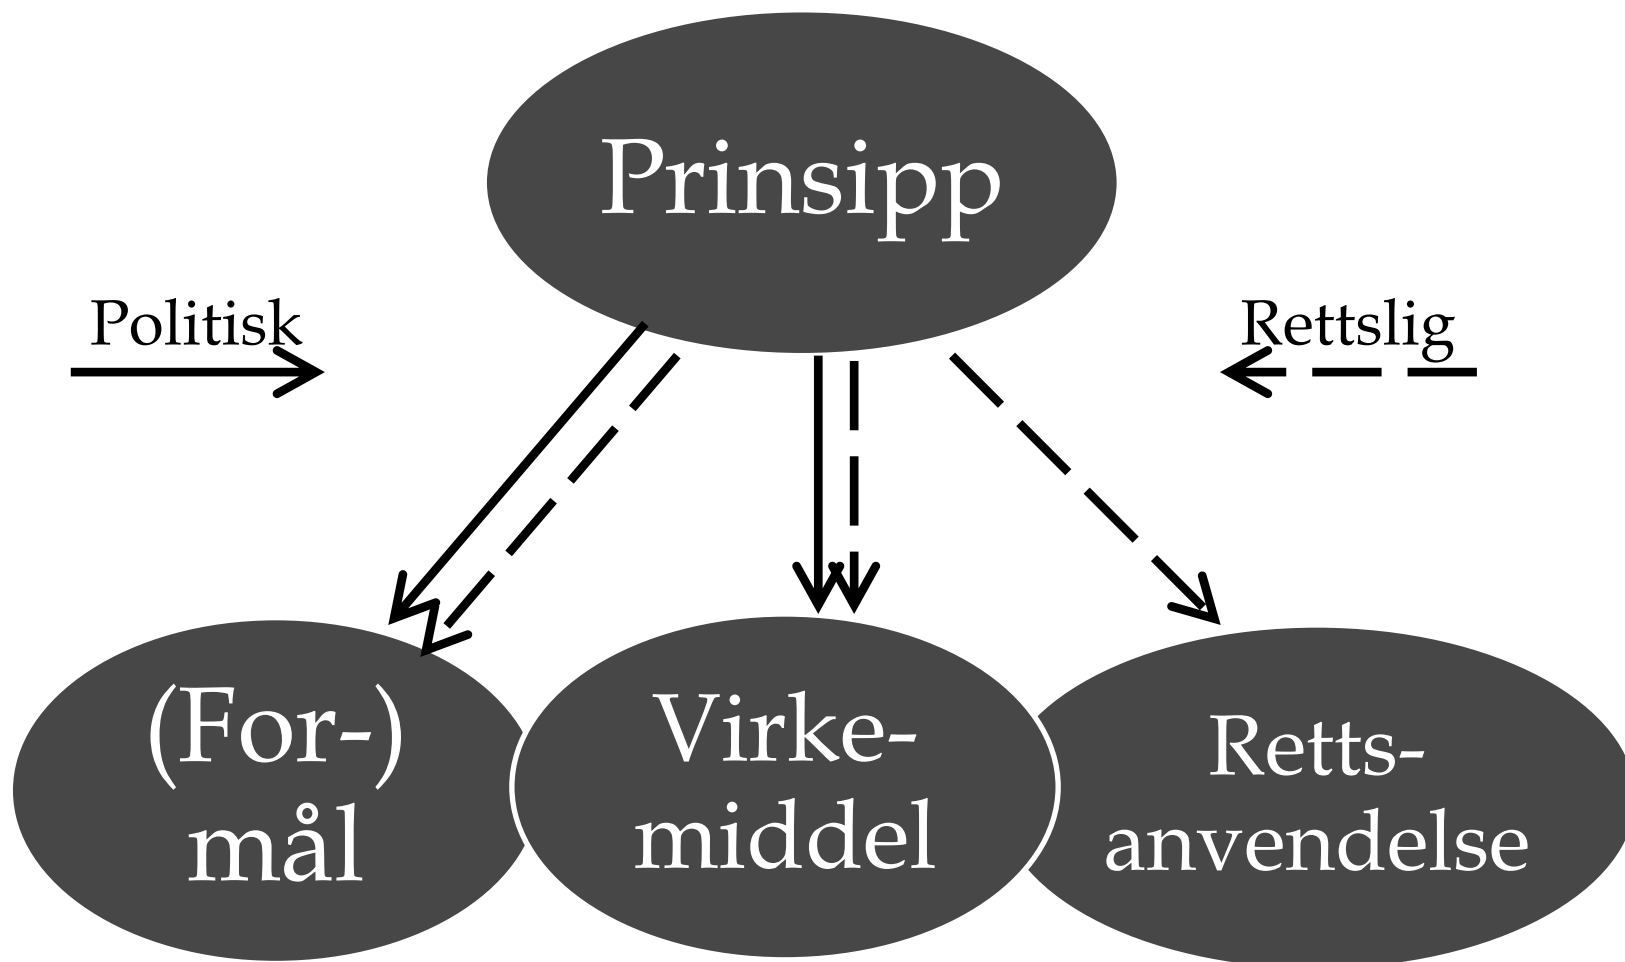 Prinsipp
Politisk
Rettslig
(For-)
mål
Virke-
middel
Retts-
anvendelse